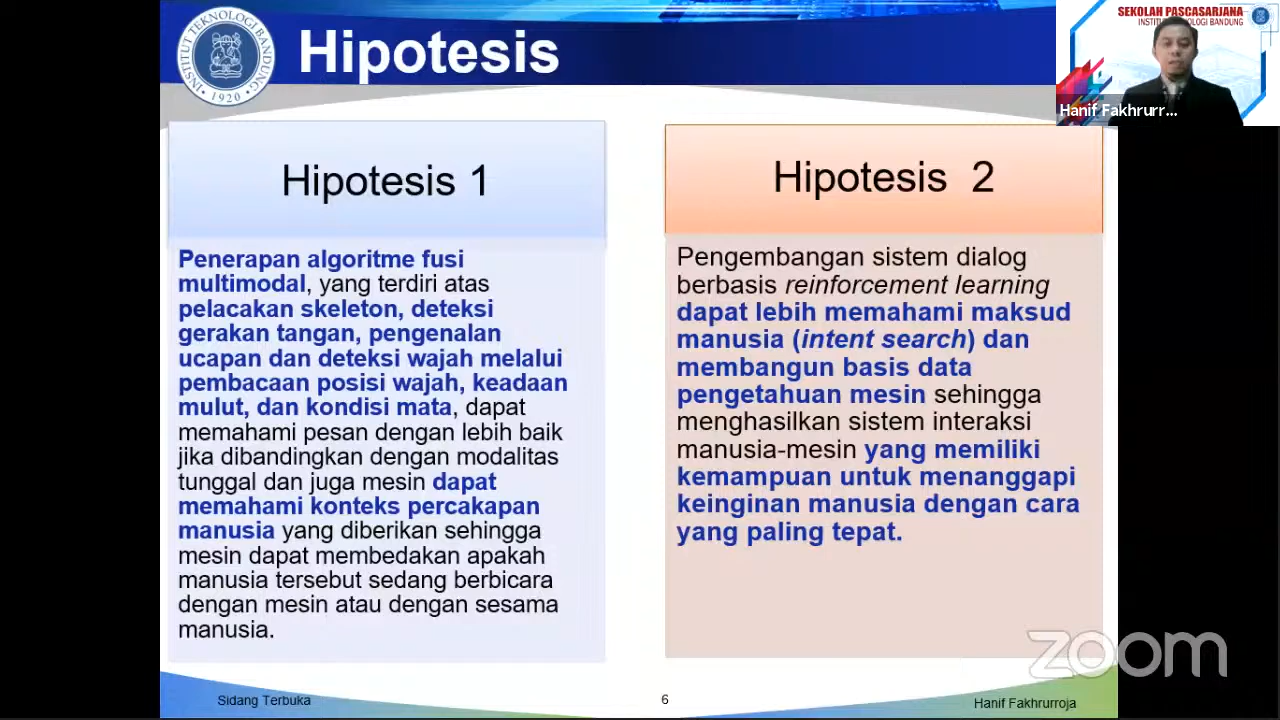 Hipotesis
INSTITUT TEKNOLOGI BANDUNG
1920
SEKOLAH PASCASARJANA
Hanif Fakhrurr...
Hipotesis 1
Penerapan algoritme fusi
multimodal, yang terdiri atas
pelacakan skeleton, deteksi
gerakan tangan, pengenalan
ucapan dan deteksi wajah melalui
pembacaan posisi wajah, keadaan
mulut, dan kondisi mata, dapat
memahami pesan dengan lebih baik
jika dibandingkan dengan modalitas
tunggal dan juga mesin dapat
memahami konteks percakapan
manusia yang diberikan sehingga
mesin dapat membedakan apakah
manusia tersebut sedang berbicara
dengan mesin atau dengan sesama
manusia.
Hipotesis 2
Pengembangan sistem dialog
berbasis reinforcement learning
dapat lebih memahami maksud
manusia (intent search) dan
membangun basis data
pengetahuan mesin sehingga
menghasilkan sistem interaksi
manusia-mesin yang memiliki
kemampuan untuk menanggapi
keinginan manusia dengan cara
yang paling tepat.
zoom
Sidang Terbuka
6
Hanif Fakhrurroja